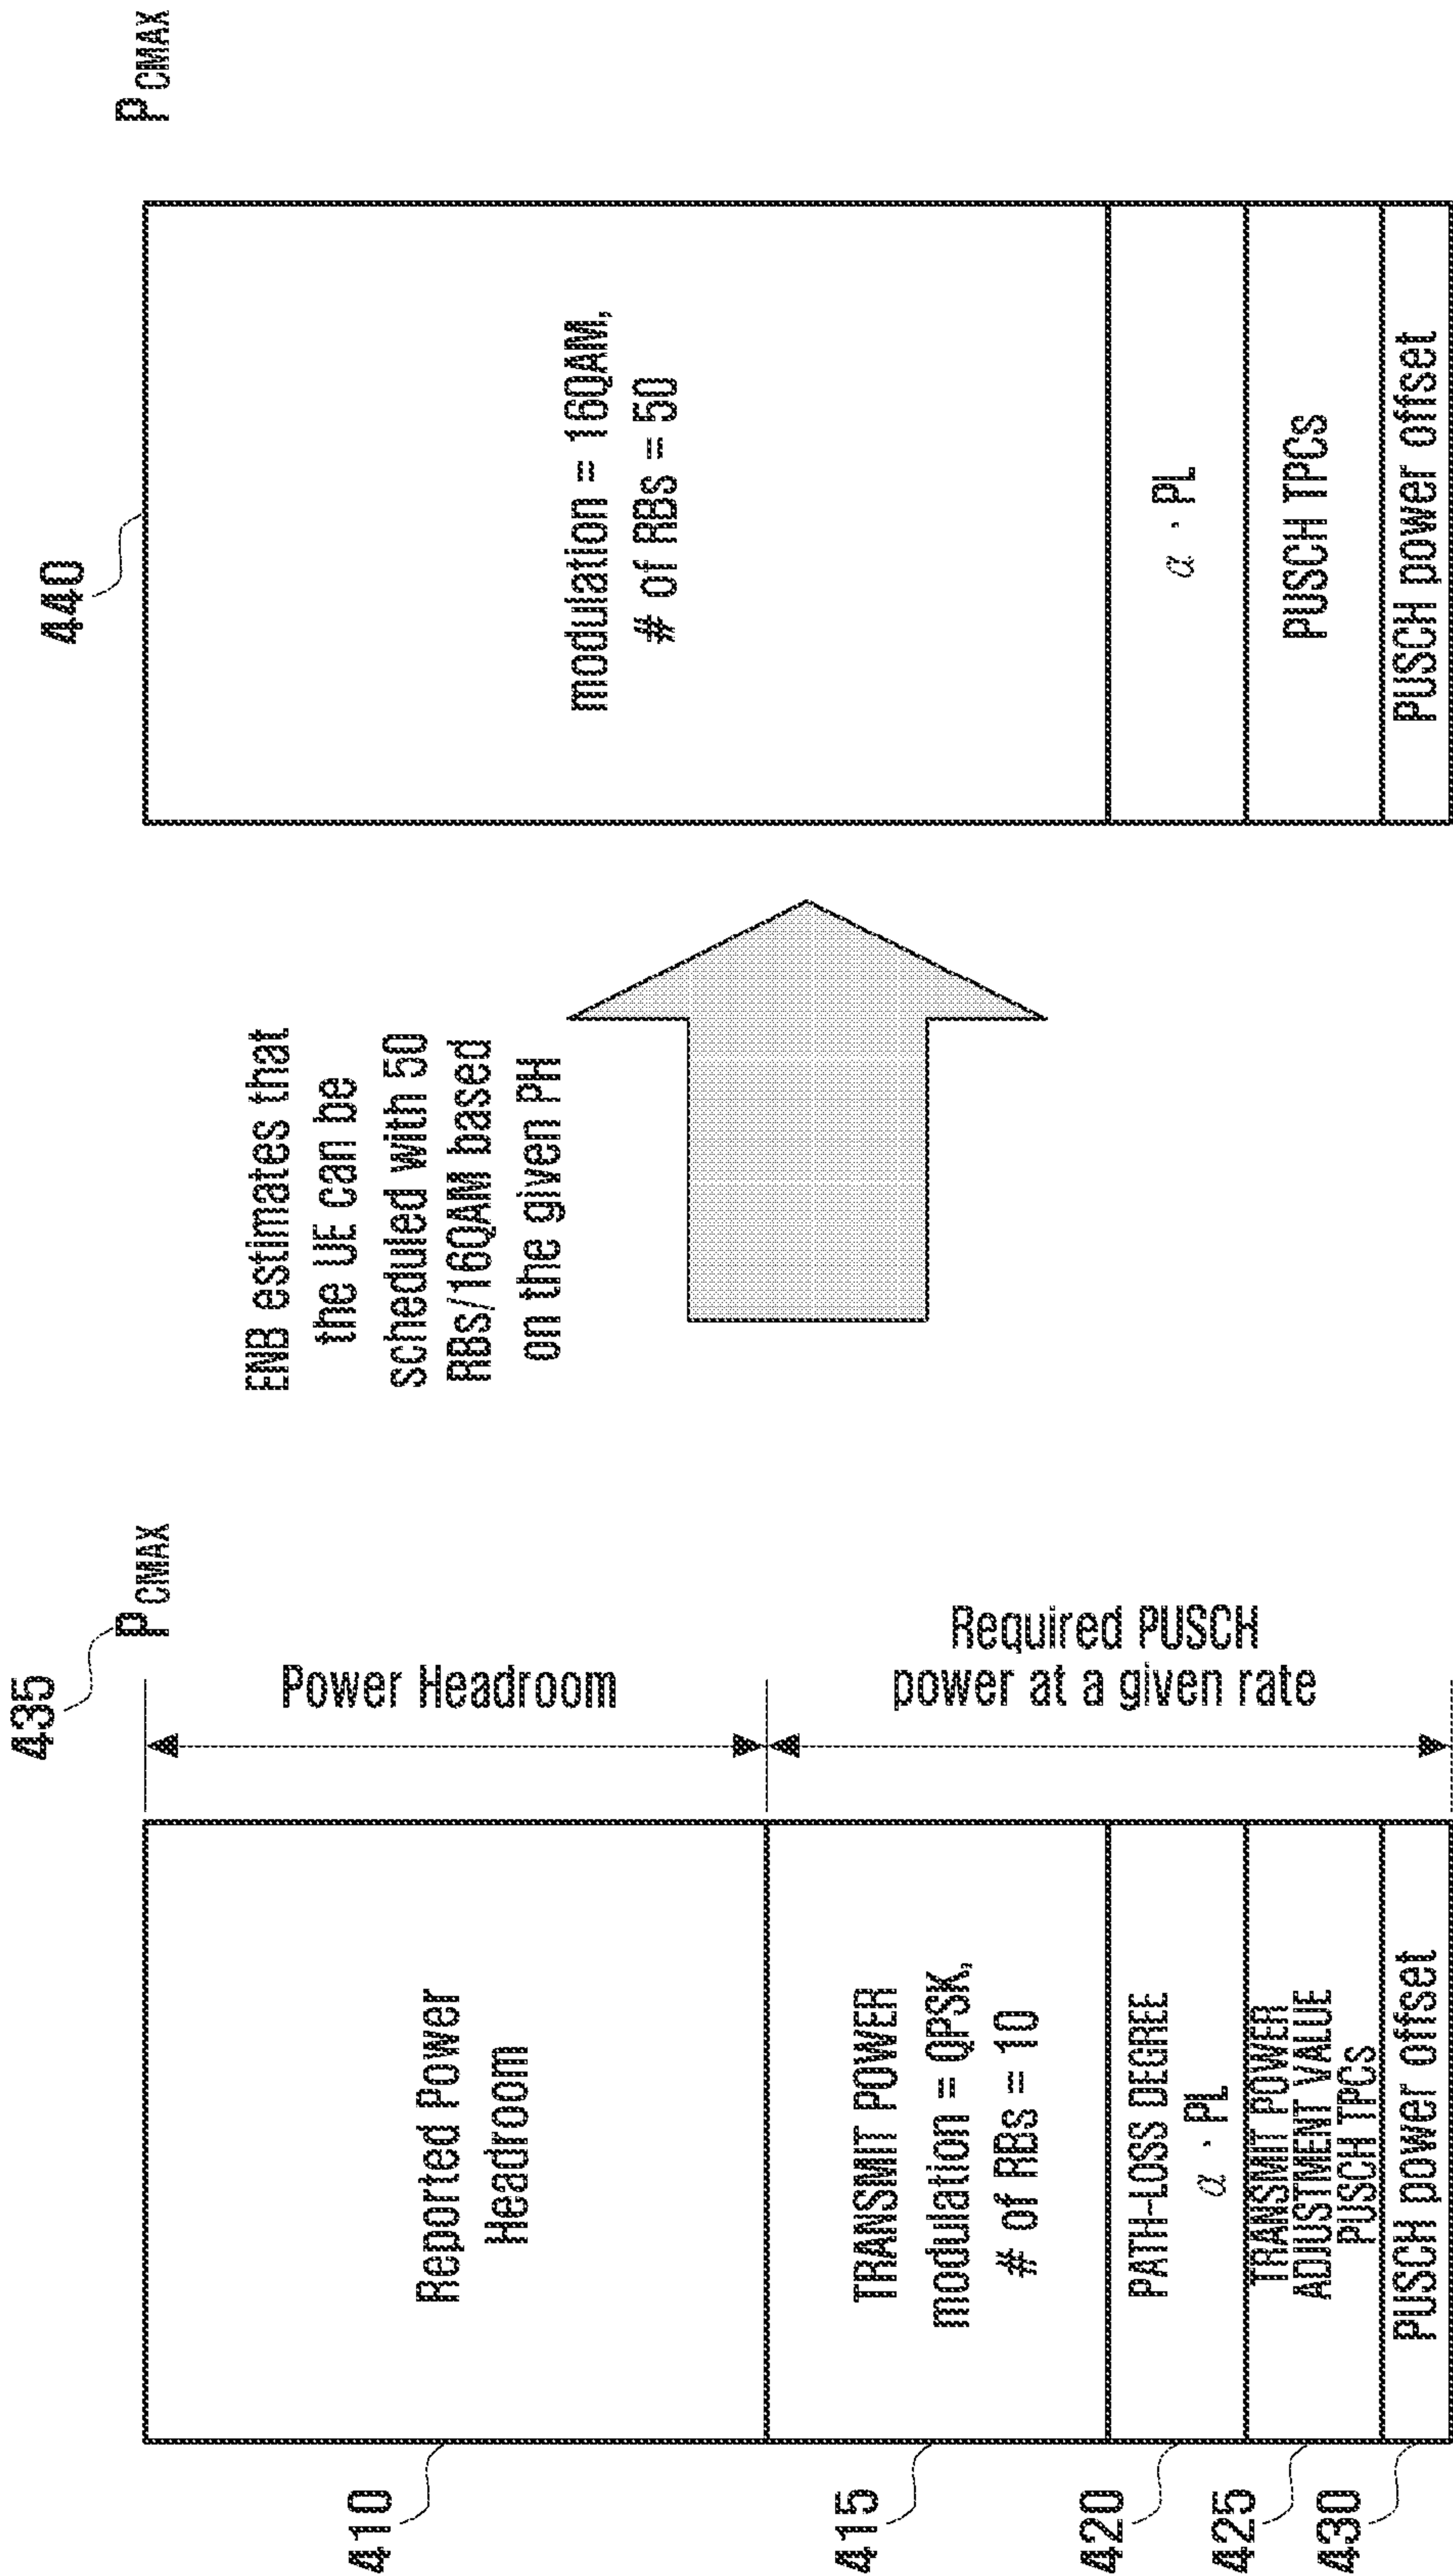 435
P CMAX
410
Reported Power
Headroom
Power Headroom
415
TRANSMIT POWER
modulation = QPSK,
# of RBs = 10
Required PUSCH
power at a given rate
420
PATH-LOSS DEGREE
α · PL
425
TRANSMIT POWER
ADJUSTMENT VALUE
PUSCH TPCs
430
PUSCH power offset
ENB estimates that
the UE can be
scheduled with 50
RBs/16QAM based
on the given PH
440
P CMAX
modulation = 16QAM,
# of RBs = 50
α · PL
PUSCH TPCs
PUSCH power offset